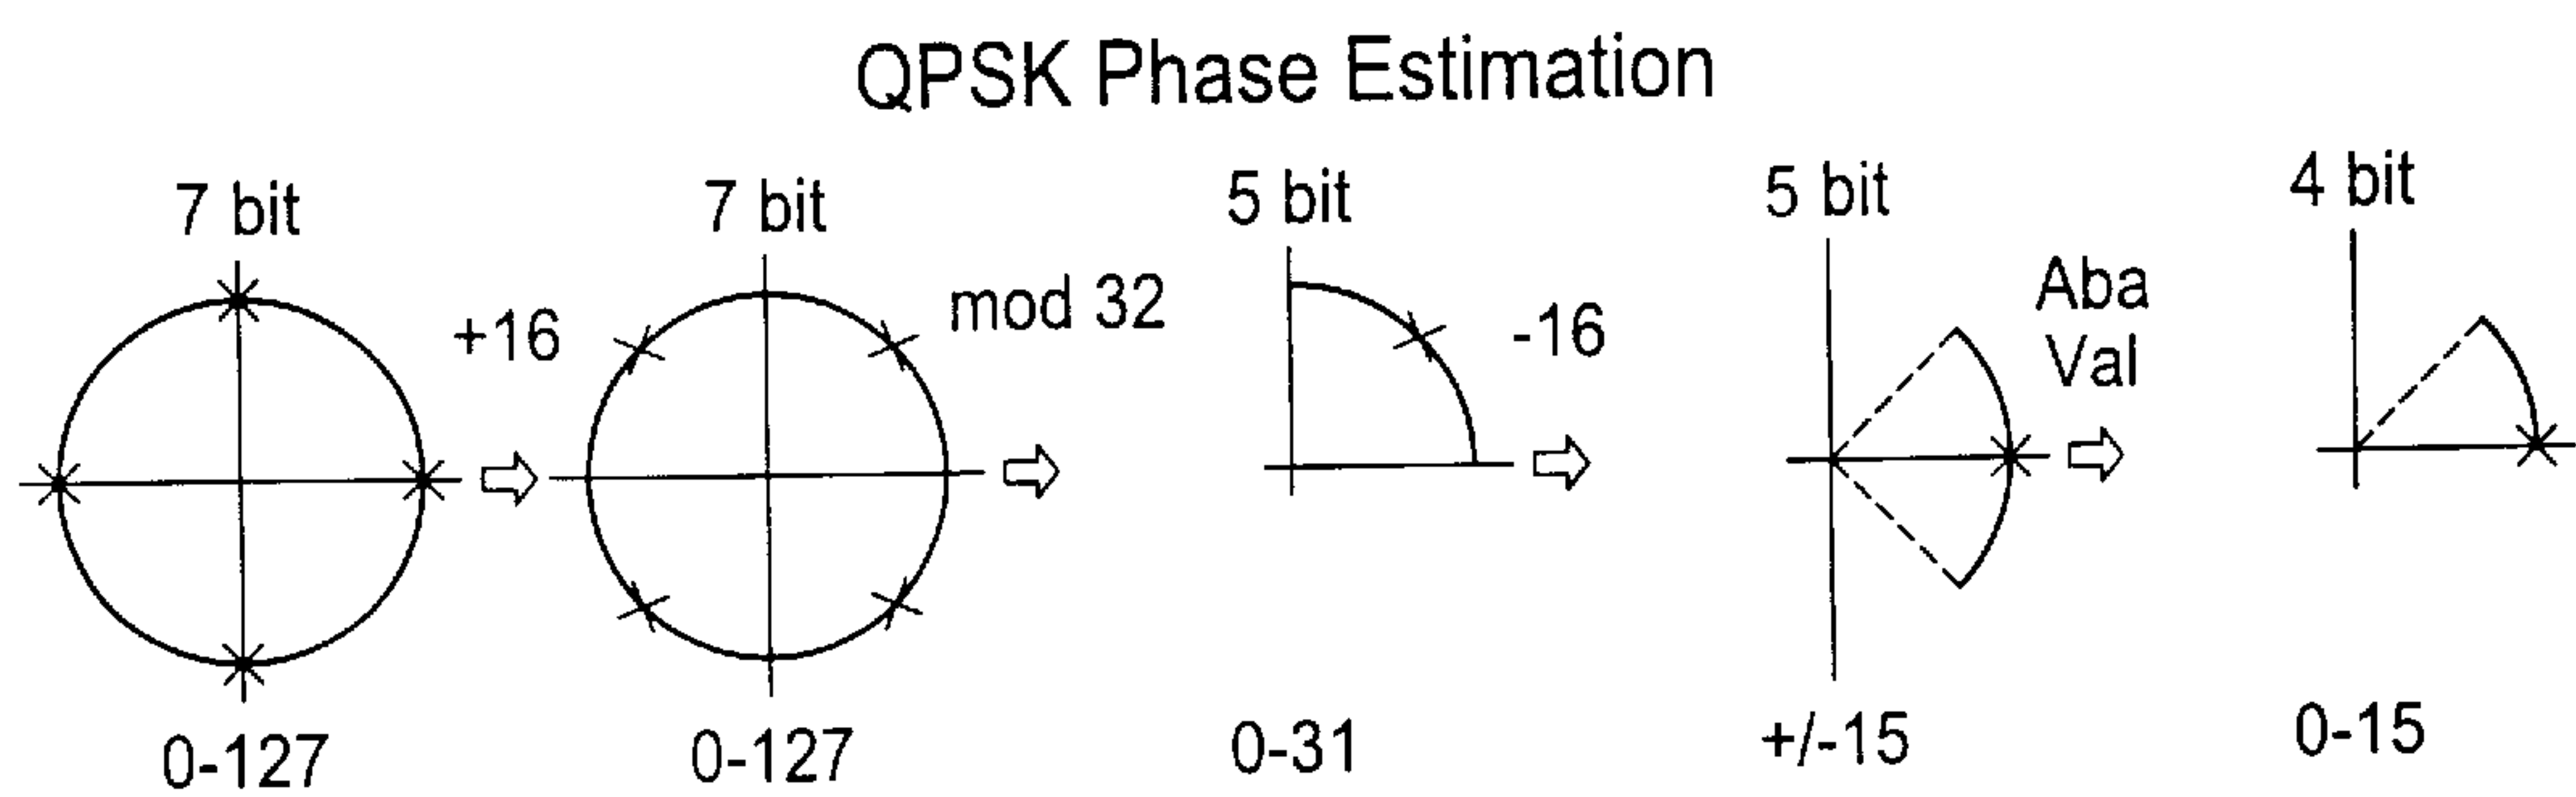 QPSK Phase Estimation
7 bit
+16
0-127
7 bit
mod 32
0-127
5 bit
-16
0-31
5 bit
Aba
Val
+/-15
4 bit
0-15